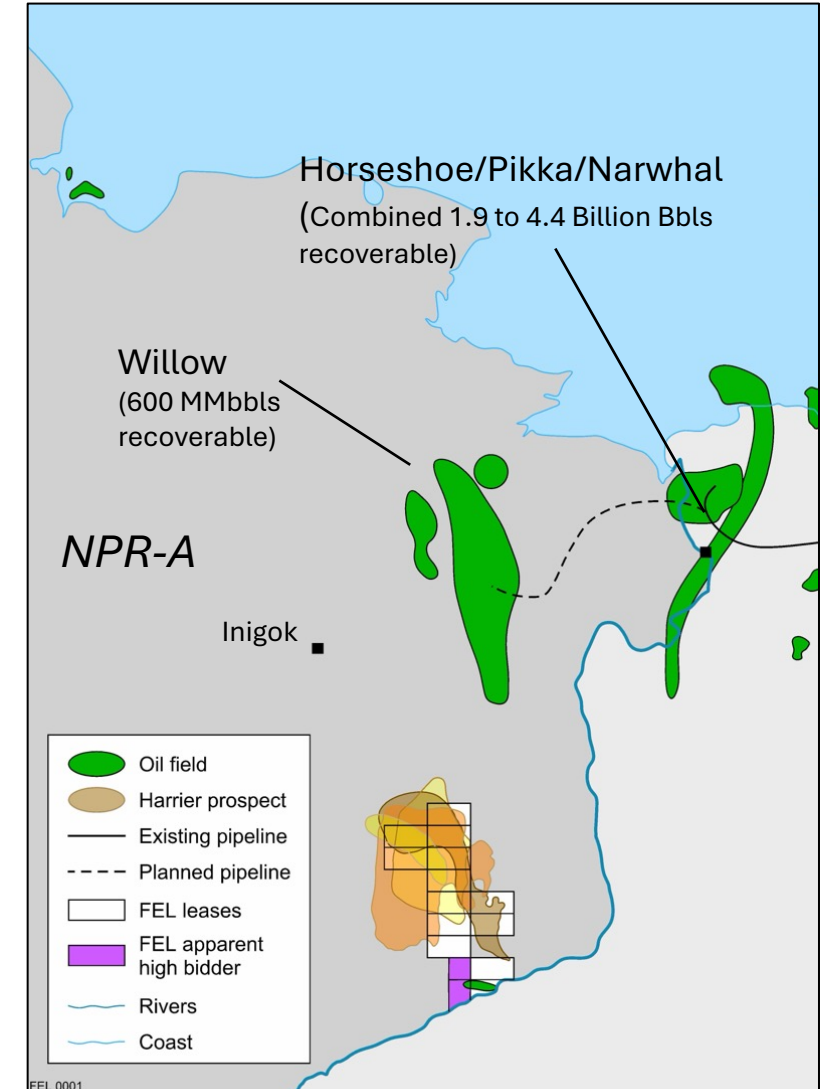 Horseshoe/Pikka/Narwhal
(Combined 1.9 to 4.4 Billion Bbls
recoverable)
Willow
(600 MMbbls
recoverable)
NPR-A
Inigok
Oil field
Harrier prospect
Existing pipeline
Planned pipeline
FEL leases
FEL apparent
high bidder
Rivers
Coast
FEL 0001